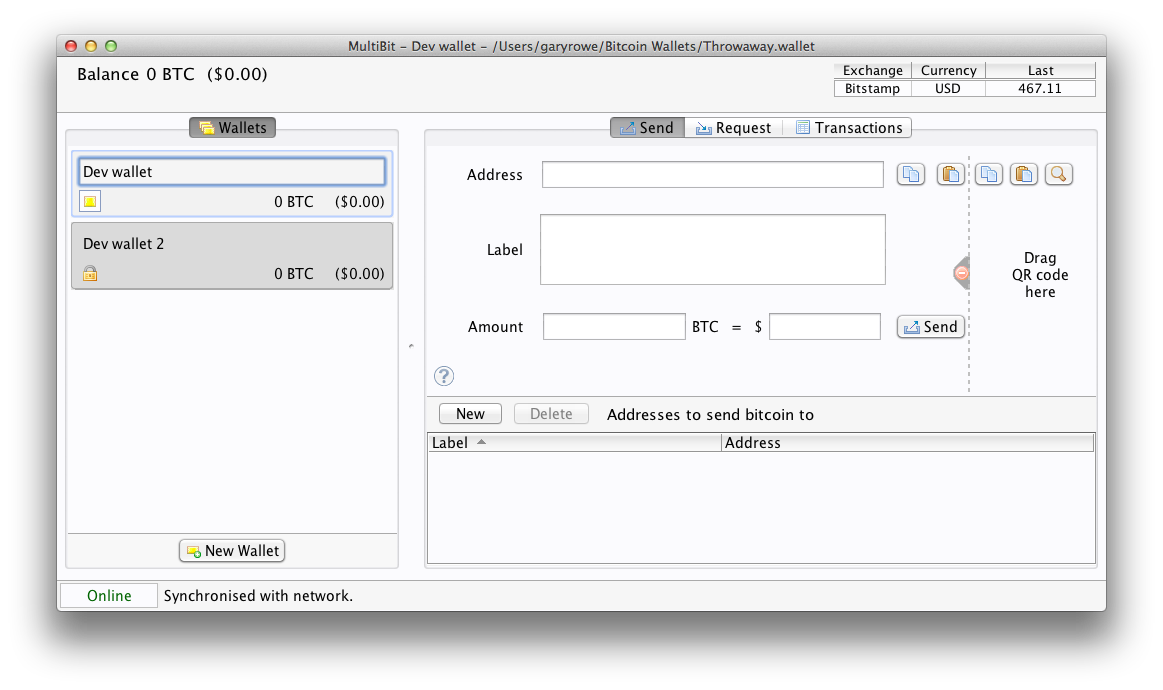 MultiBit - Dev wallet - /Users/garyrowe/Bitcoin Wallets/Throwaway.wallet
Balance 0 BTC ($0.00)
Exchange Currency Last
Bitstamp USD 467.11
Wallets
Dev wallet
0 BTC ($0.00)
Dev wallet 2
0 BTC ($0.00)
New Wallet
Send Request Transactions
Address
Label
Amount BTC = $ Send
Drag
QR code
here
?
New Delete Addresses to send bitcoin to
Label Address
Online Synchronised with network.